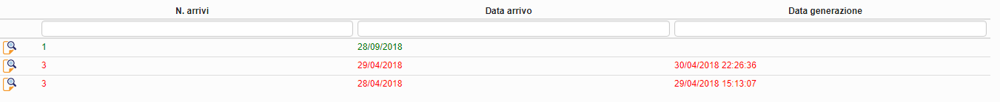 N. arrivi Data arrivo Data generazione
1 28/09/2018
3 29/04/2018 30/04/2018 22:26:36
3 28/04/2018 29/04/2018 15:13:07